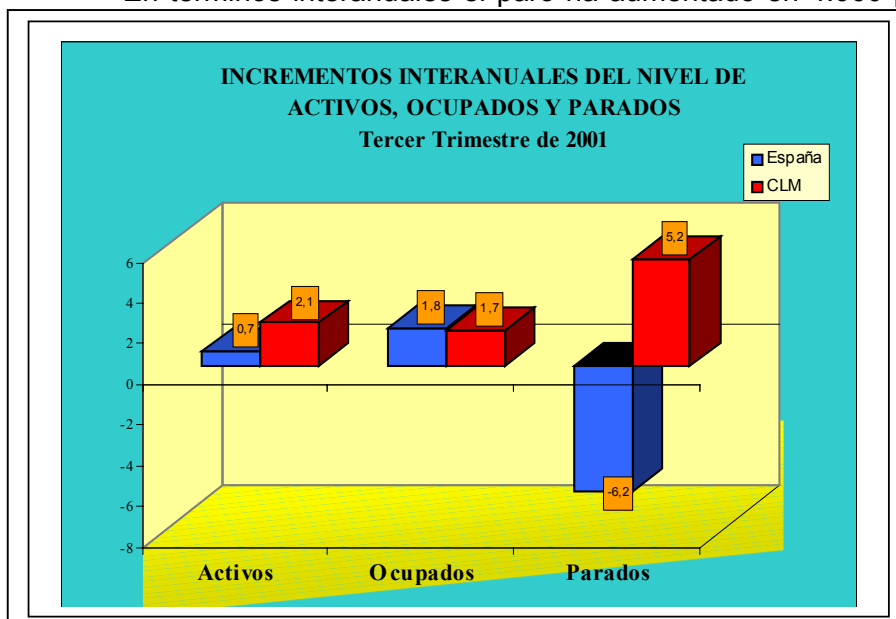 INCREMENTOS INTERANUALES DEL NIVEL DE
ACTIVOS, OCUPADOS Y PARADOS
Tercer Trimestre de 2001
España
CLM
6
4
2
0
-2
-4
-6
-8
0,7
2,1
1,8
1,7
5,2
-6,2
Activos
Ocupados
Parados